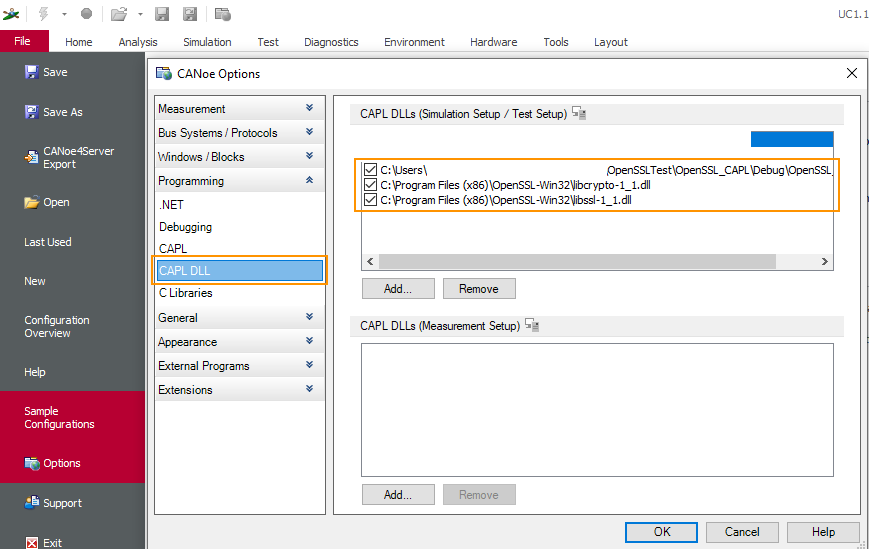 UC1.1
File
Home
Analysis
Simulation
Test
Diagnostics
Environment
Hardware
Tools
Layout
Save
Save As
CANoe4Server
Export
Open
Last Used
New
Configuration
Overview
Help
Sample
Configurations
Options
Support
Exit
CANoe Options
Measurement
Bus Systems / Protocols
Windows / Blocks
Programming
.NET
Debugging
CAPL
CAPL DLL
C Libraries
General
Appearance
External Programs
Extensions
CAPL DLLs (Simulation Setup / Test Setup)
C:\Users\ /OpenSSLTest\OpenSSL_CAPL\Debug\OpenSSL_
C:\Program Files (x86)\OpenSSL-Win32\libcrypto-1_1.dll
C:\Program Files (x86)\OpenSSL-Win32\libssl-1_1.dll
Add...
Remove
CAPL DLLs (Measurement Setup)
Add...
Remove
OK
Cancel
Help